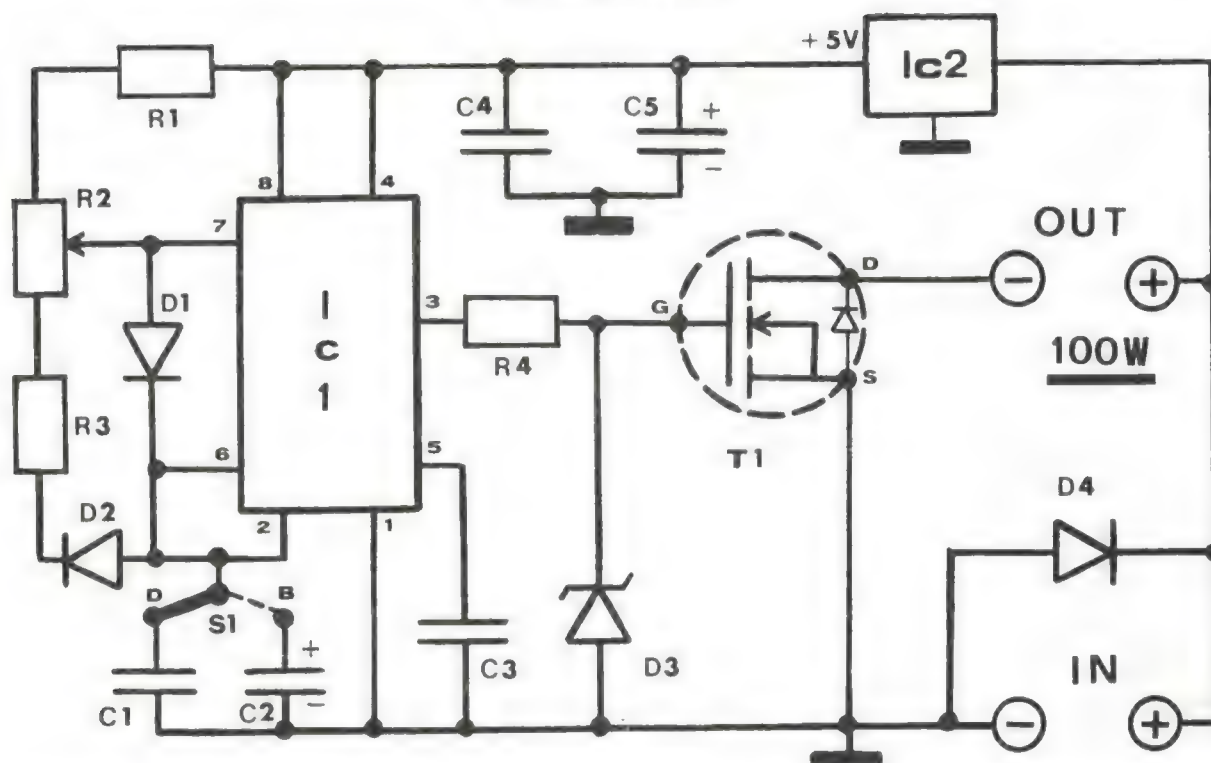 +5V
Ic2
R1
C4
C5
+
−
8
4
R2
7
OUT
D
−
+
D1
I
C
1
3
G
R4
100W
S
R3
T1
6
5
D4
D2
2
1
D
B
S1
+
−
C1
C2
C3
D3
IN
−
+